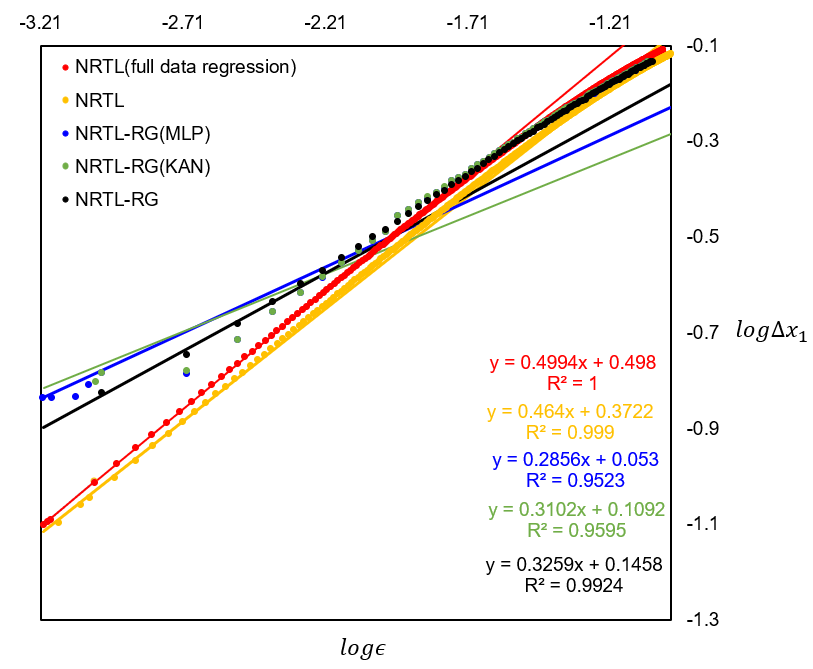 -3.21 -2.71 -2.21 -1.71 -1.21
-0.1
NRTL(full data regression)
NRTL
NRTL-RG(MLP)
NRTL-RG(KAN)
NRTL-RG
-0.3
-0.5
-0.7
logΔx₁
y = 0.4994x + 0.498
R² = 1
y = 0.464x + 0.3722
R² = 0.999
-0.9
y = 0.2856x + 0.053
R² = 0.9523
y = 0.3102x + 0.1092
R² = 0.9595
-1.1
y = 0.3259x + 0.1458
R² = 0.9924
-1.3
logϵ